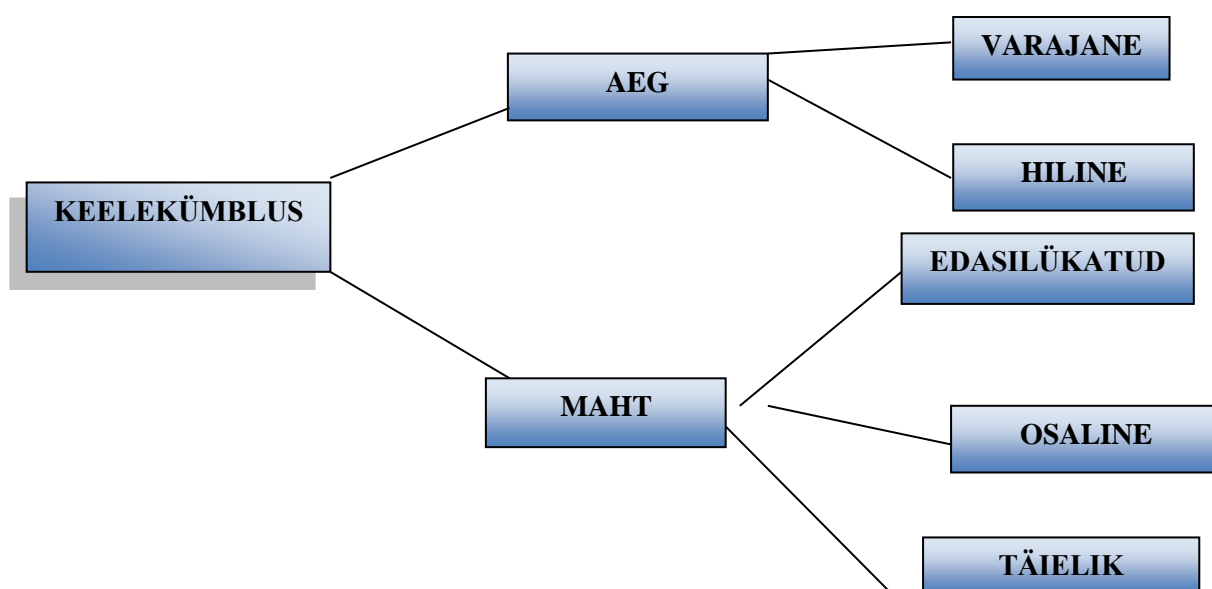 KEELEKÜMBLUS
AEG
VARAJANE
HILINE
MAHT
EDASILÜKATUD
OSALINE
TÄIELIK